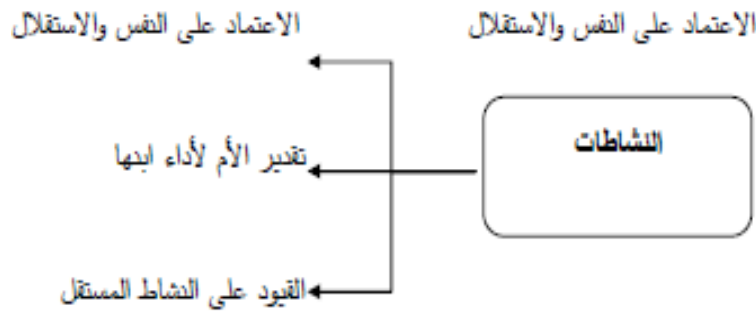 الاعتماد على النفس والاستقلال
الاعتماد على النفس والاستقلال
النشاطات
تقدير الأم لأداء ابنها
القيود على النشاط المستقل